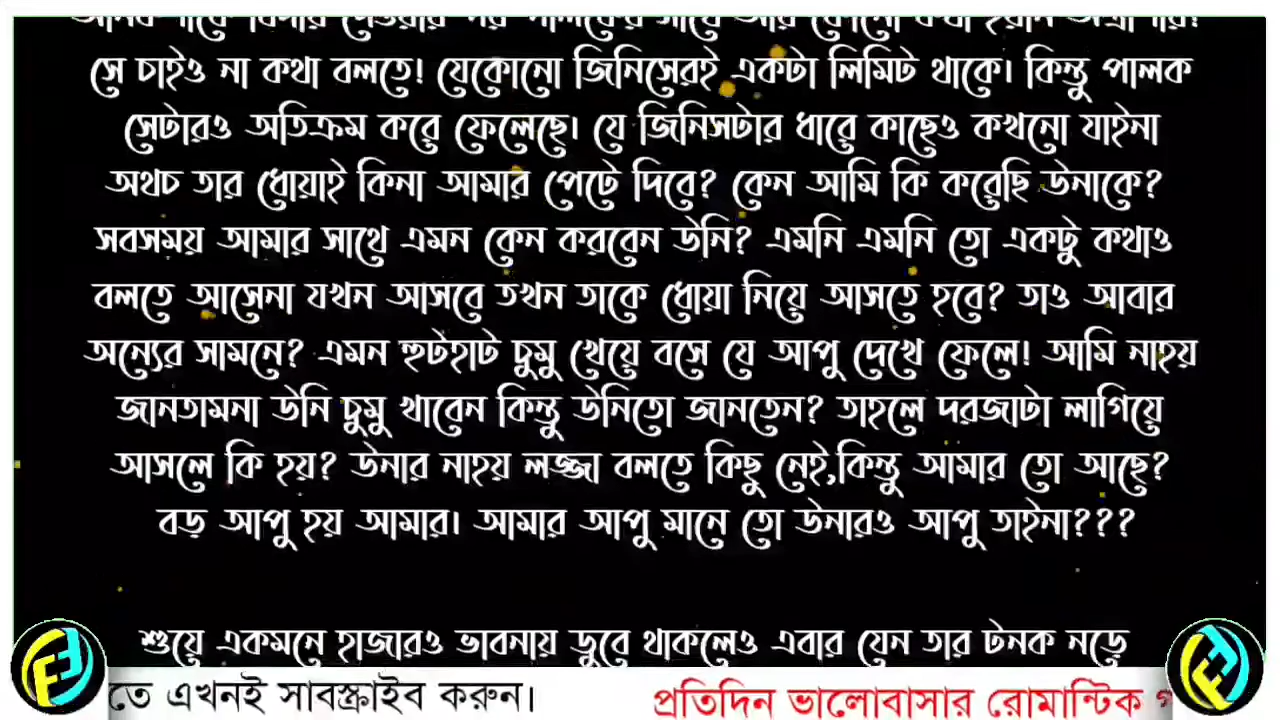 সে চাইও না কথা বলতে! যেকোনো জিনিসেরই একটা লিমিট থাকে। কিন্তু পালক
সেটারও অতিক্রম করে ফেলেছে। যে জিনিসটার ধারে কাছেও কখনো যাইনা
অথচ তার ধোয়াই কিনা আমার পেটে দিবে? কেন আমি কি করেছি উনাকে?
সবসময় আমার সাথে এমন কেন করবেন উনি? এমনি এমনি তো একটু কথাও
বলতে আসেনা যখন আসবে তখন তাকে ধোয়া নিয়ে আসতে হবে? তাও আবার
অন্যের সামনে? এমন হুটহাট চুমু খেয়ে বসে যে আপু দেখে ফেলে! আমি নাহয়
জানতামনা উনি চুমু খাবেন কিন্তু উনিতো জানতেন? তাহলে দরজাটা লাগিয়ে
আসলে কি হয়? উনার নাহয় লজ্জা বলতে কিছু নেই,কিন্তু আমার তো আছে?
বড় আপু হয় আমার। আমার আপু মানে তো উনারও আপু তাইনা???
শুয়ে একমনে হাজারও ভাবনায় ডুবে থাকলেও এবার যেন তার টনক নড়ে
তে এখনই সাবস্ক্রাইব করুন। প্রতিদিন ভালোবাসার রোমান্টিক